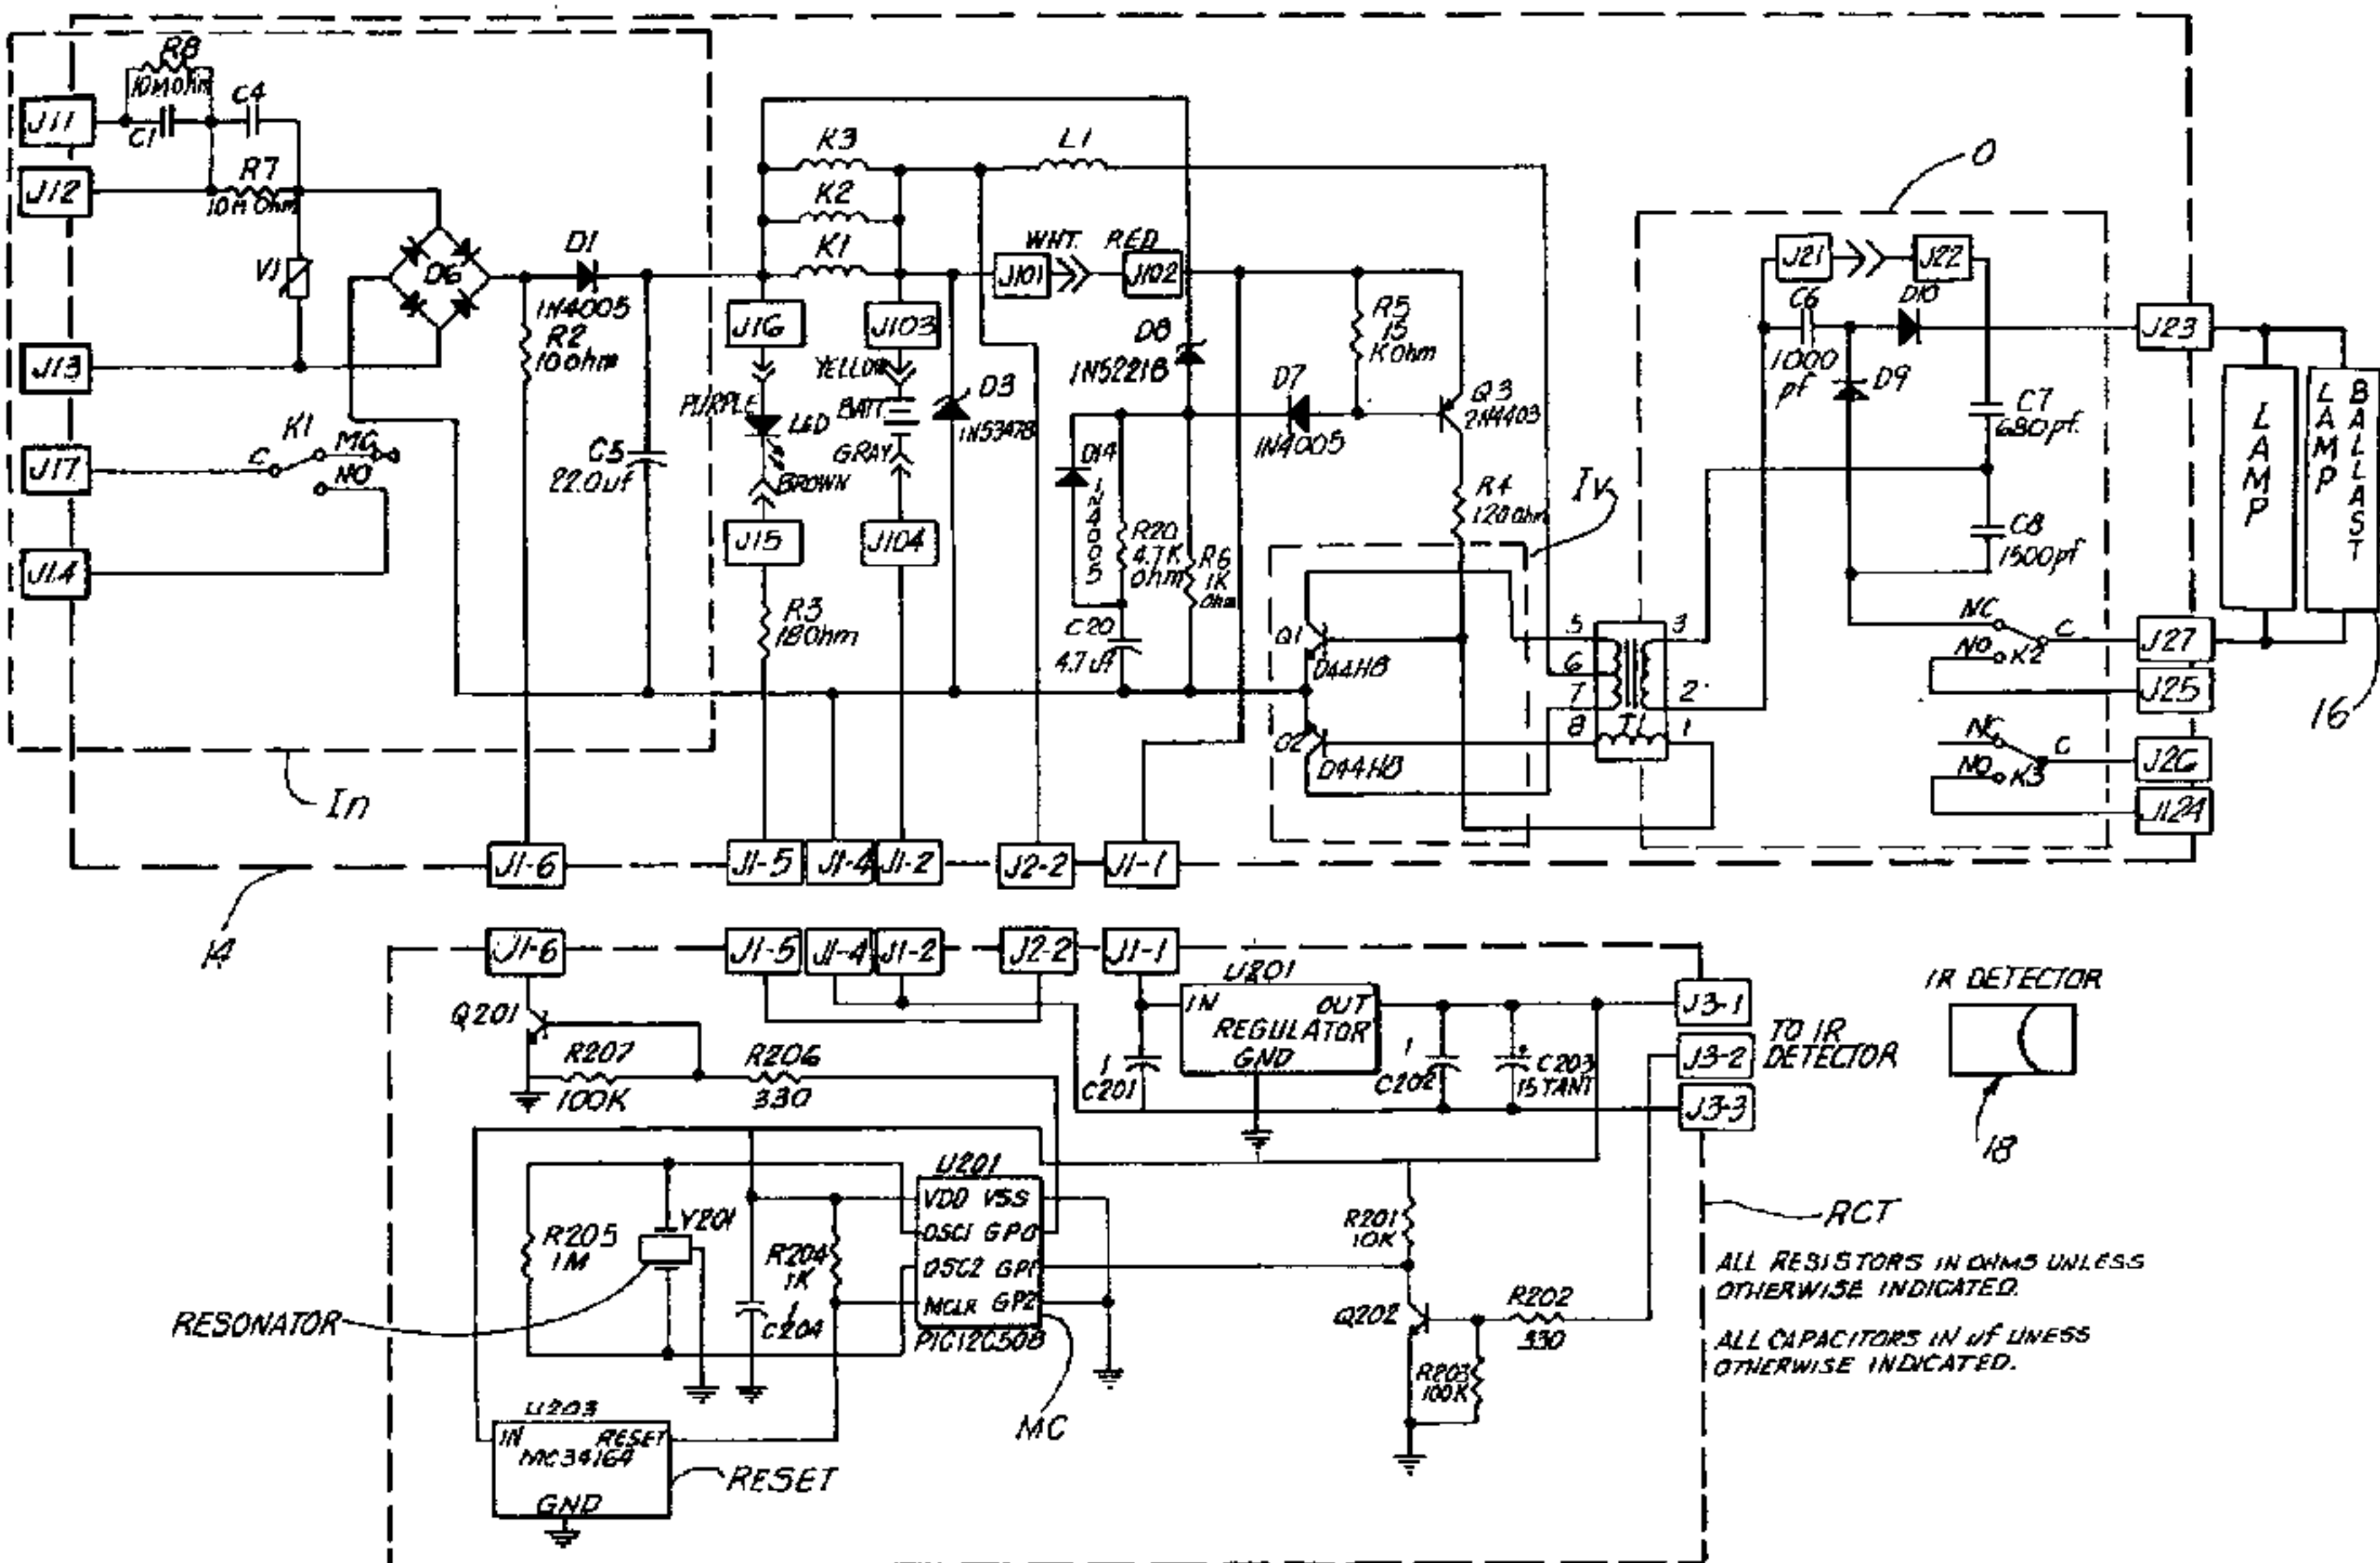 R8
10M Ohm
J11
C1
C4
J12
R7
10M Ohm
V1
D6
D1
1N4005
R2
10 ohm
J13
J17
K1
C
NO
J14
C5
22.0uf
In
14
K3
K2
K1
L1
J16
PURPLE
LED
BROWN
J15
R3
18Ohm
J103
YELLOW
BATT
GRAY
J104
D3
1N5347B
WHT.
RED
J101
J102
D8
1N5221B
D7
1N4005
R5
15
KOhm
Q3
2N4403
R4
120 ohm
D14
1N4005
R20
4.7K
Ohm
R6
1K
Ohm
C20
4.7uf
Iv
Q1
D44H8
Q2
D44H8
5
6
7
8
T1
3
2
1
O
J21
J22
C6
1000
pf
D10
D9
C7
680pf.
C8
1500pf
NC
NO
K2
C
NC
NO
K3
C
J23
J27
J25
J26
J124
LAMP
LAMP
BALLAST
16
J1-6
J1-5
J1-4
J1-2
J2-2
J1-1
J1-6
J1-5
J1-4
J1-2
J2-2
J1-1
Q201
R207
100K
R206
330
U201
IN
OUT
REGULATOR
GND
1
C201
1
C202
C203
15 TANT
J3-1
J3-2
J3-3
TO IR
DETECTOR
IR DETECTOR
18
RCT
R205
1M
Y201
RESONATOR
R204
1K
1
C204
U201
VDD VSS
OSC1 GP0
OSC2 GP1
MCLR GP2
PIC12C508
MC
U203
IN
RESET
MC34164
GND
RESET
R201
10K
Q202
R202
330
R203
100K
ALL RESISTORS IN OHMS UNLESS
OTHERWISE INDICATED.
ALL CAPACITORS IN uf UNESS
OTHERWISE INDICATED.